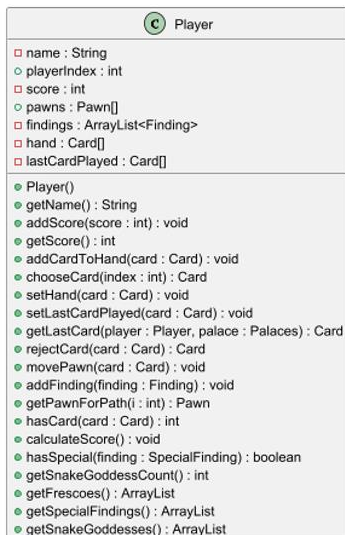 C Player
name : String
playerIndex : int
score : int
pawns : Pawn[]
findings : ArrayList<Finding>
hand : Card[]
lastCardPlayed : Card[]
Player()
getName() : String
addScore(score : int) : void
getScore() : int
addCardToHand(card : Card) : void
chooseCard(index : int) : Card
setHand(card : Card) : void
setLastCardPlayed(card : Card) : void
getLastCard(player : Player, palace : Palaces) : Card
rejectCard(card : Card) : Card
movePawn(card : Card) : void
addFinding(finding : Finding) : void
getPawnForPath(i : int) : Pawn
hasCard(card : Card) : int
calculateScore() : void
hasSpecial(finding : SpecialFinding) : boolean
getSnakeGoddessCount() : int
getFrescoes() : ArrayList
getSpecialFindings() : ArrayList
getSnakeGoddesses() : ArrayList